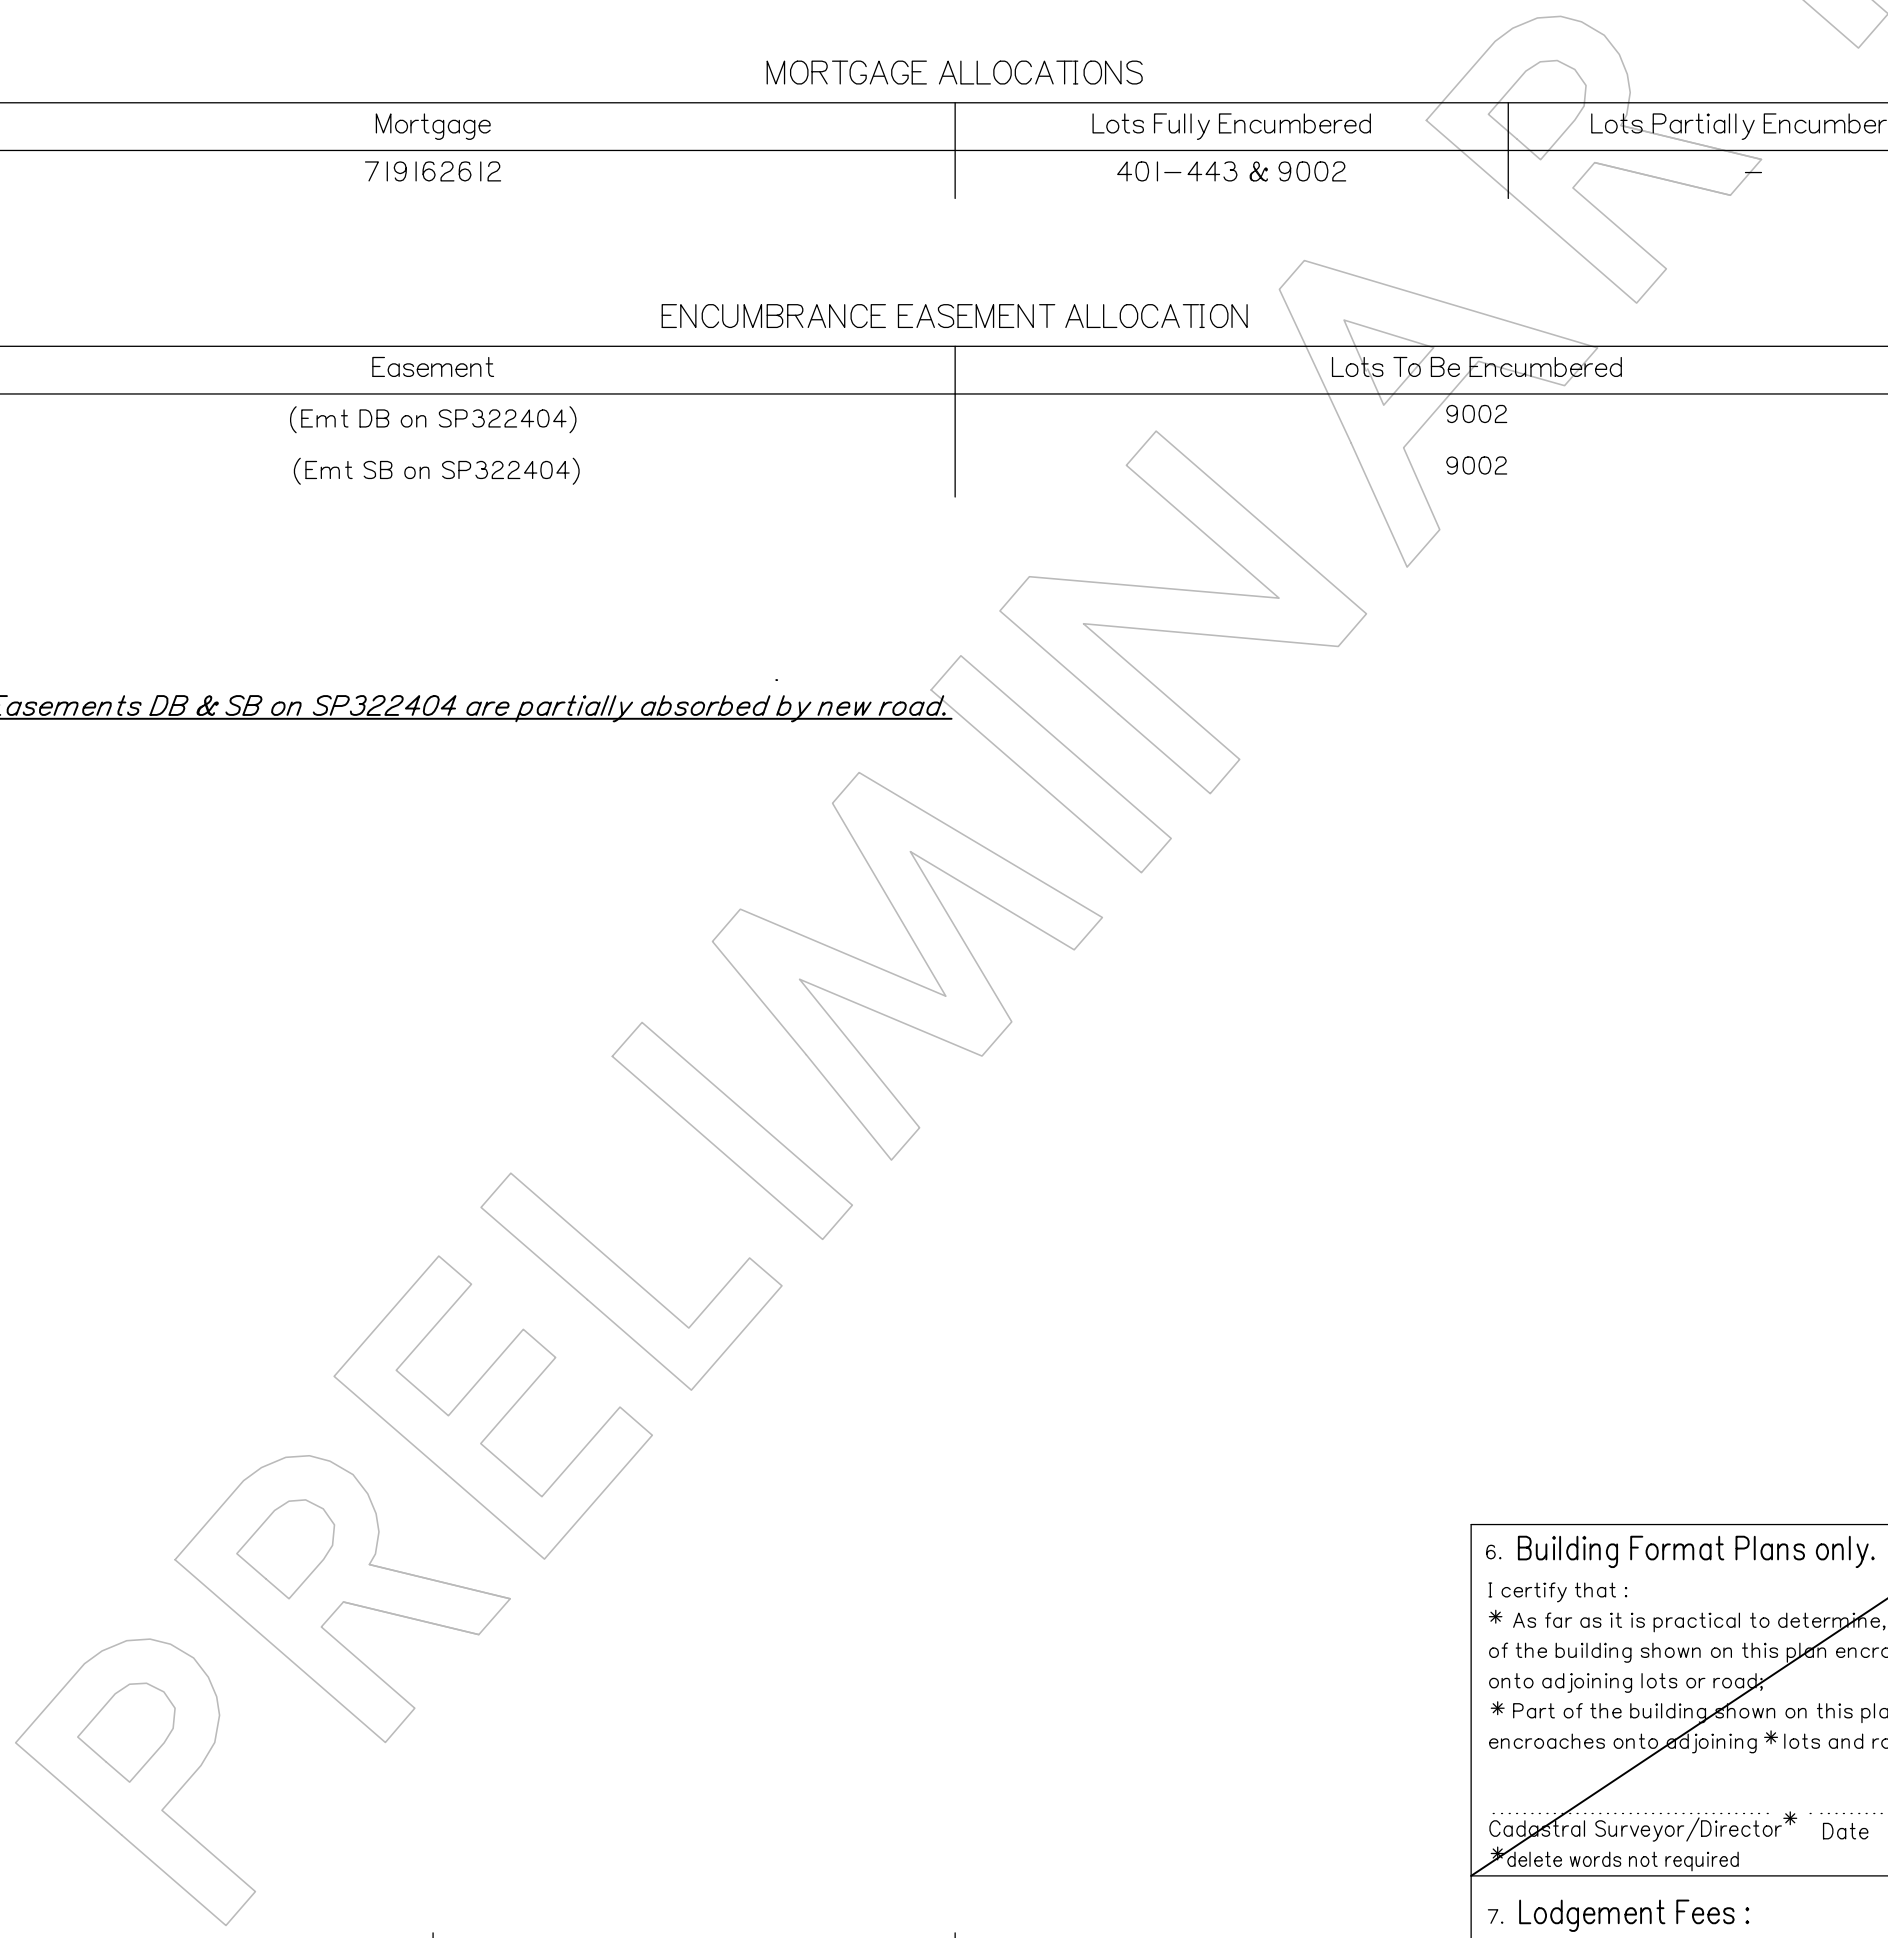 MORTGAGE ALLOCATIONS
Mortgage Lots Fully Encumbered Lots Partially Encumber
719162612 401-443 & 9002 -
ENCUMBRANCE EASEMENT ALLOCATION
Easement Lots To Be Encumbered
(Emt DB on SP322404) 9002
(Emt SB on SP322404) 9002
Easements DB & SB on SP322404 are partially absorbed by new road.
PRELIMINARY
6. Building Format Plans only.
I certify that :
* As far as it is practical to determine,
of the building shown on this plan encro
onto adjoining lots or road;
* Part of the building shown on this pla
encroaches onto adjoining * lots and ro
Cadastral Surveyor/Director* Date
*delete words not required
7. Lodgement Fees :